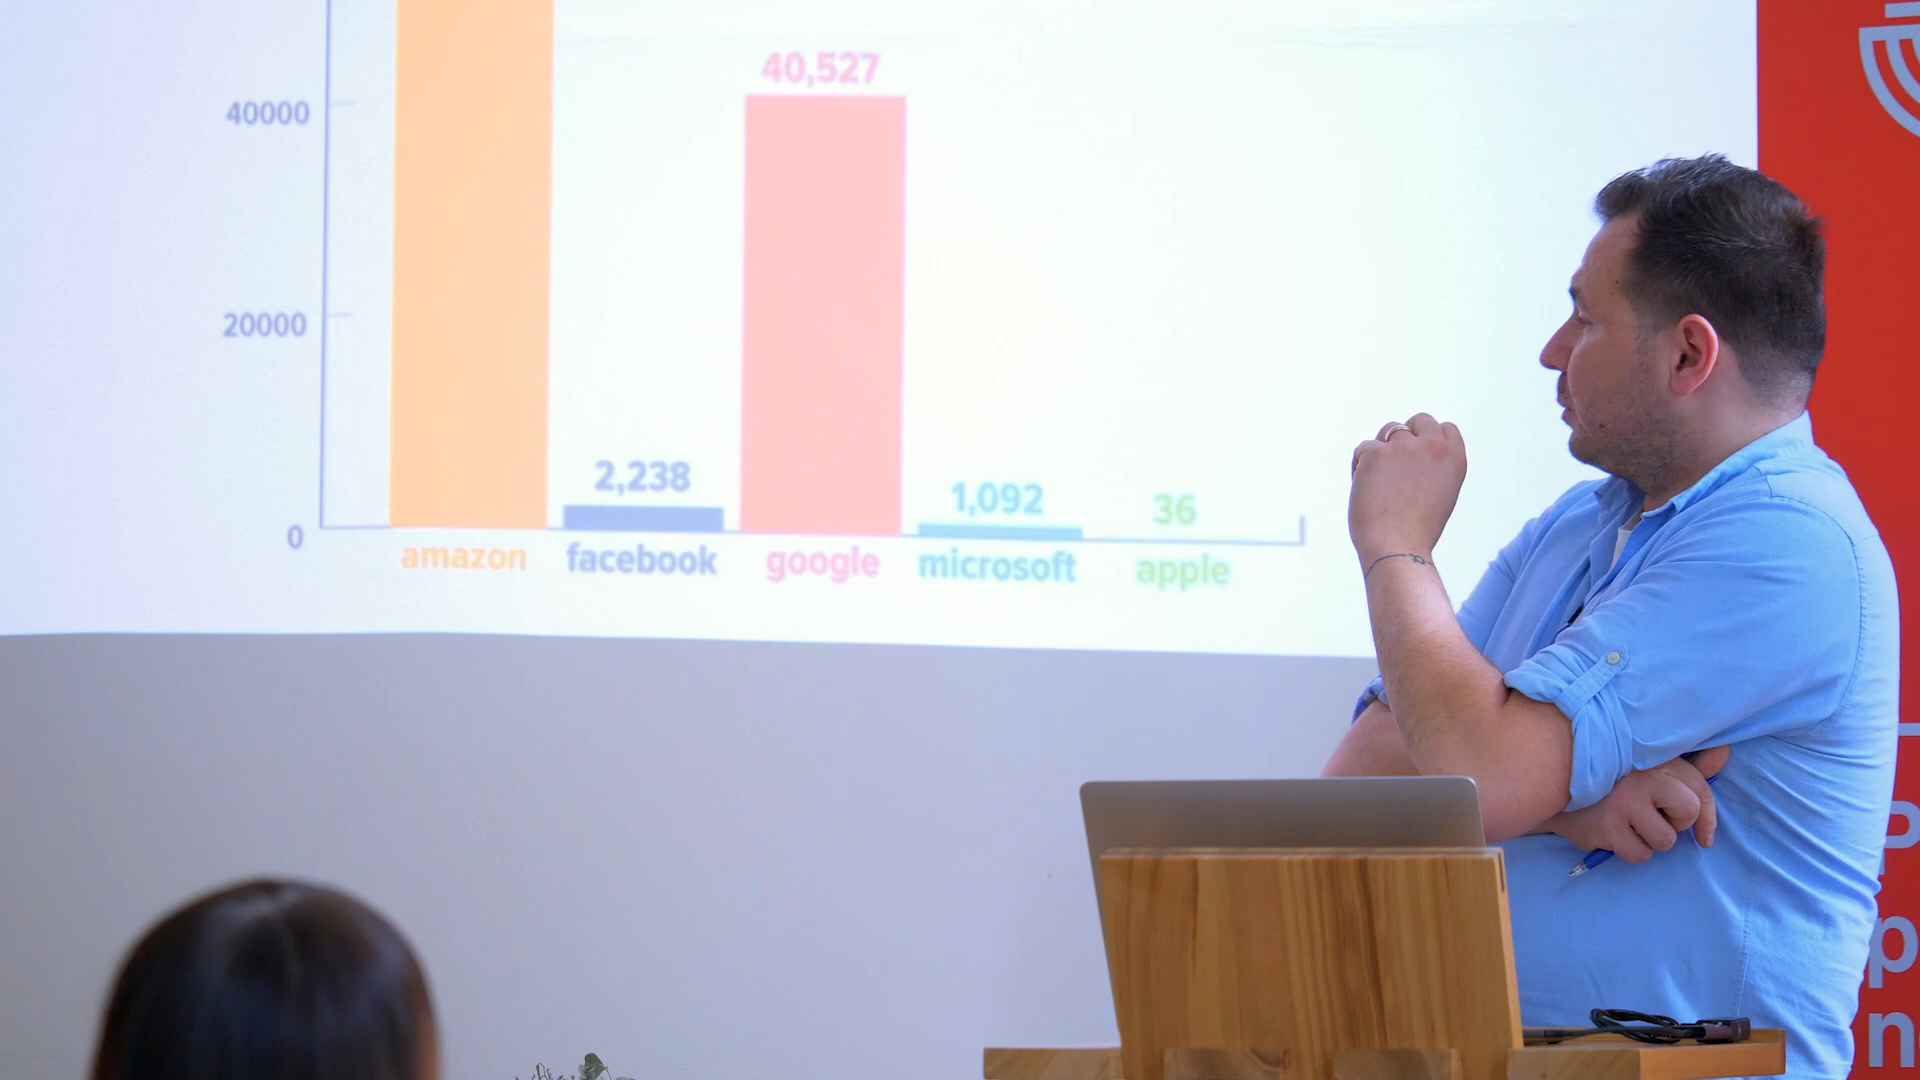 40,527
40000
20000
2,238
1,092
36
0
amazon
facebook
google
microsoft
apple
p
n